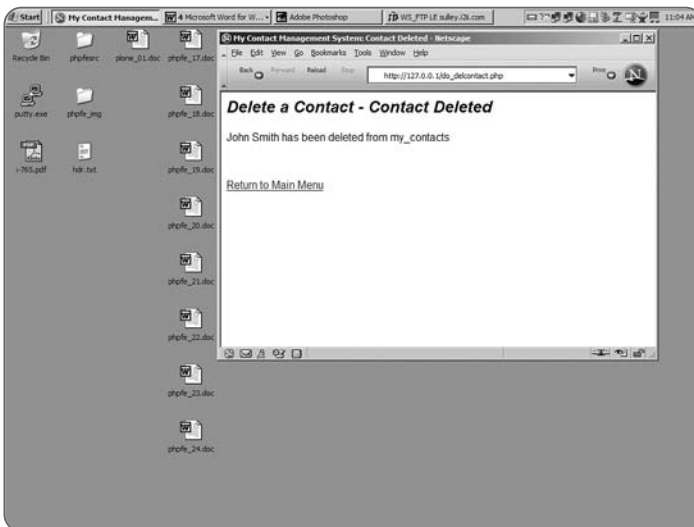 Start
My Contact Managem...
4 Microsoft Word for W...
Adobe Photoshop
WS_FTP LE sulley.i2k.com
11:04 AM
Recycle Bin
phpfesrc
plone_01.doc
phpfe_17.doc
putty.exe
phpfe_img
phpfe_18.doc
i-765.pdf
hdr.txt
phpfe_19.doc
phpfe_20.doc
phpfe_21.doc
phpfe_22.doc
phpfe_23.doc
phpfe_24.doc
My Contact Management System: Contact Deleted - Netscape
File Edit View Go Bookmarks Tools Window Help
Back Forward Reload Stop
http://127.0.0.1/do_delcontact.php
Print
N
Delete a Contact - Contact Deleted
John Smith has been deleted from my_contacts
Return to Main Menu